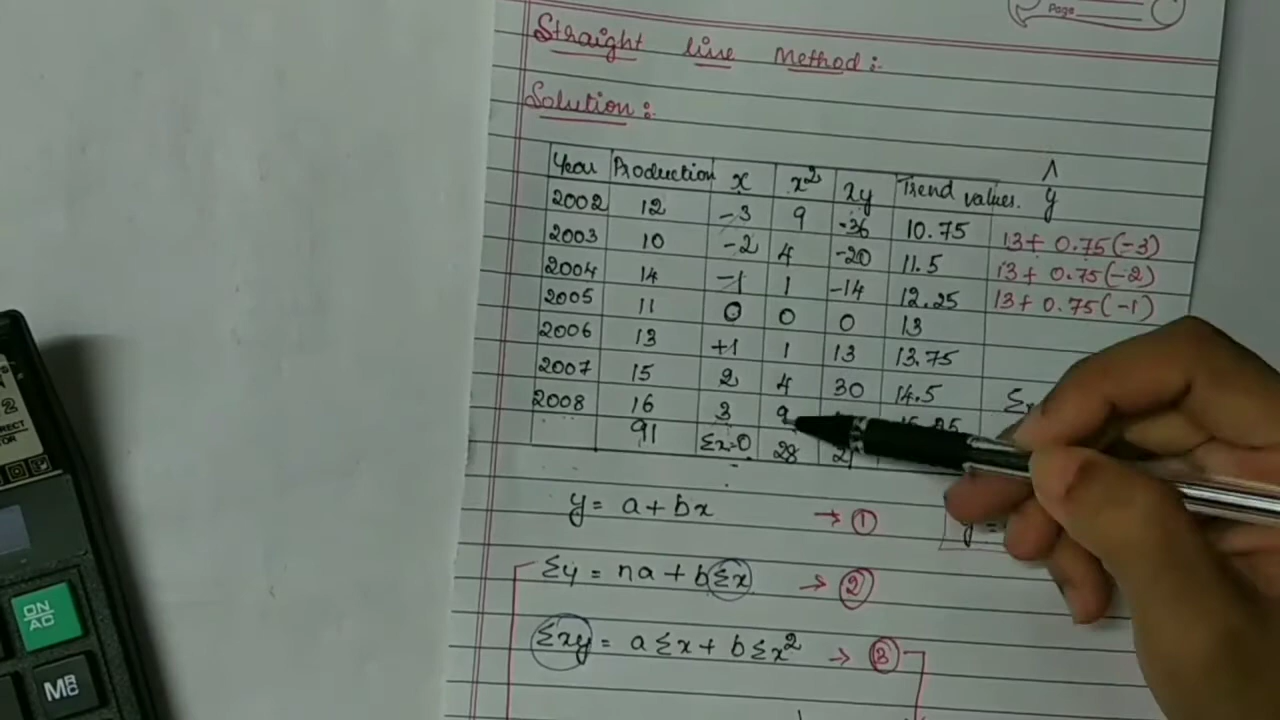 Page
Straight line Method:
Solution:
Year Production x x² xy Trend values. ŷ
2002 12 -3 9 -36 10.75 13+ 0.75(-3)
2003 10 -2 4 -20 11.5 13+ 0.75(-2)
2004 14 -1 1 -14 12.25 13+ 0.75(-1)
2005 11 0 0 0 13
2006 13 +1 1 13 13.75
2007 15 2 4 30 14.5
2008 16 3 9
91 Σx=0 28
y = a+bx → ①
Σy = na + bΣx → ②
Σxy = aΣx + bΣx² → ③
ON/AC
MB